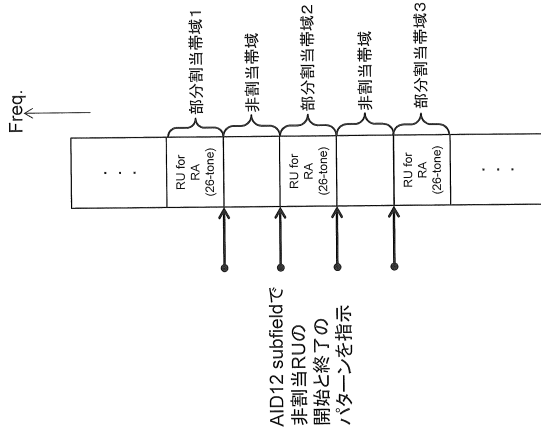 Freq.
· · ·
RU for
RA
(26-tone)
部分割当帯域1
非割当帯域
RU for
RA
(26-tone)
部分割当帯域2
非割当帯域
RU for
RA
(26-tone)
部分割当帯域3
· · ·
AID12 subfieldで
非割当RUの
開始と終了の
パターンを指示